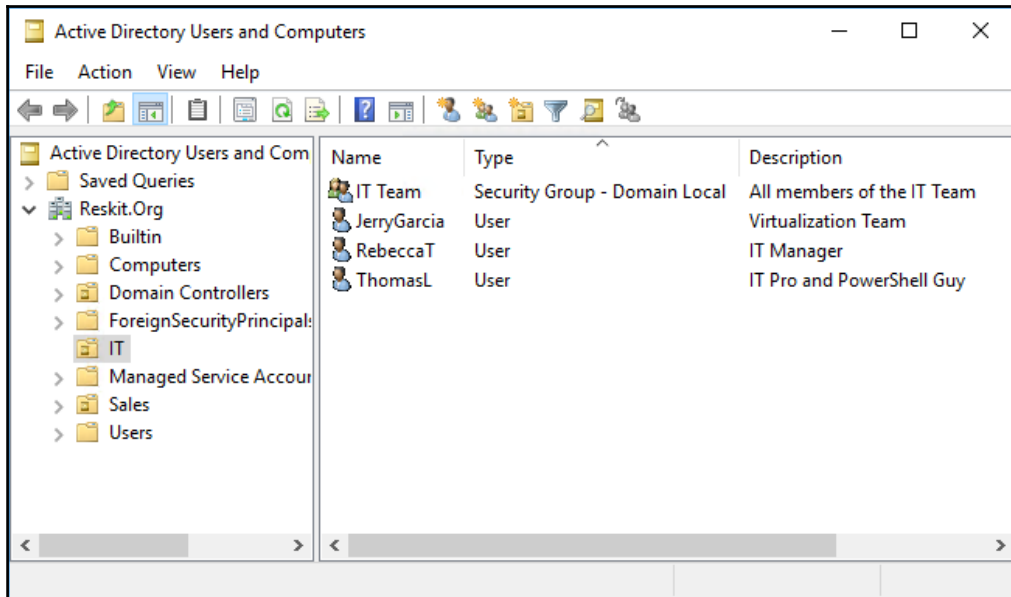 Active Directory Users and Computers
File Action View Help
Active Directory Users and Com
Saved Queries
Reskit.Org
Builtin
Computers
Domain Controllers
ForeignSecurityPrincipals
IT
Managed Service Accour
Sales
Users
Name Type Description
IT Team Security Group - Domain Local All members of the IT Team
JerryGarcia User Virtualization Team
RebeccaT User IT Manager
ThomasL User IT Pro and PowerShell Guy